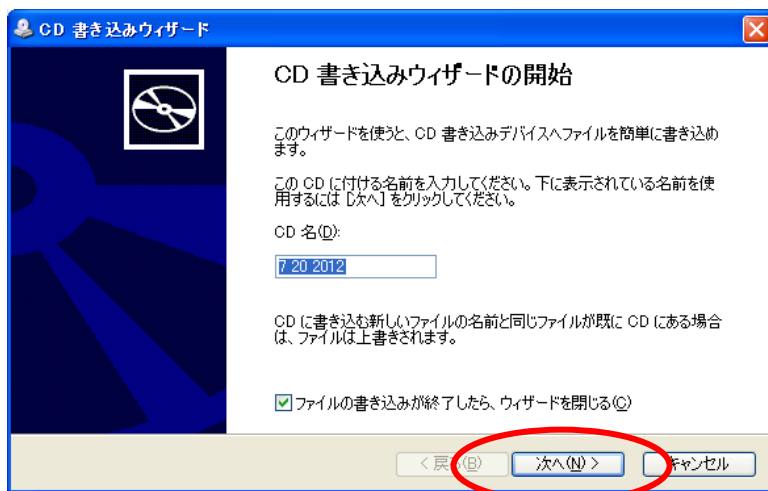 CD 書き込みウィザード
CD 書き込みウィザードの開始
このウィザードを使うと、CD 書き込みデバイスへファイルを簡単に書き込め
ます。
この CD に付ける名前を入力してください。下に表示されている名前を使
用するには [次へ] をクリックしてください。
CD 名(D):
7 20 2012
CD に書き込む新しいファイルの名前と同じファイルが既に CD にある場合
は、ファイルは上書きされます。
ファイルの書き込みが終了したら、ウィザードを閉じる(C)
< 戻る(B) 次へ(N) > キャンセル